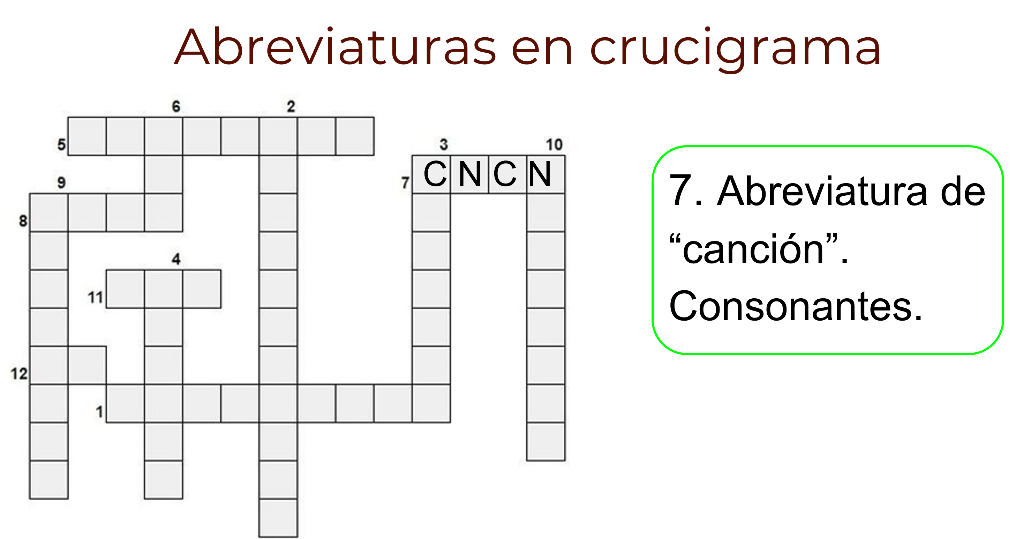 Abreviaturas en crucigrama
6 2
5
3 10
7 C N C N
9
8
4
11
12
1
7. Abreviatura de
“canción”.
Consonantes.